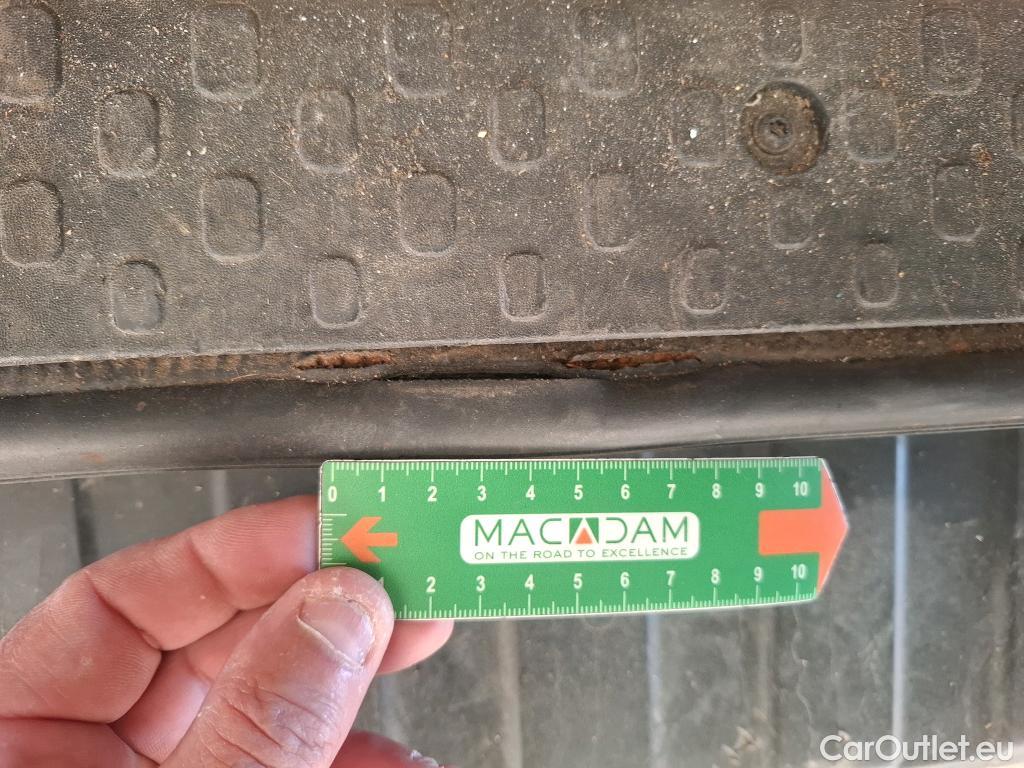 0 1 2 3 4 5 6 7 8 9 10
MACADAM
ON THE ROAD TO EXCELLENCE
1 2 3 4 5 6 7 8 9 10
CarOutlet.eu